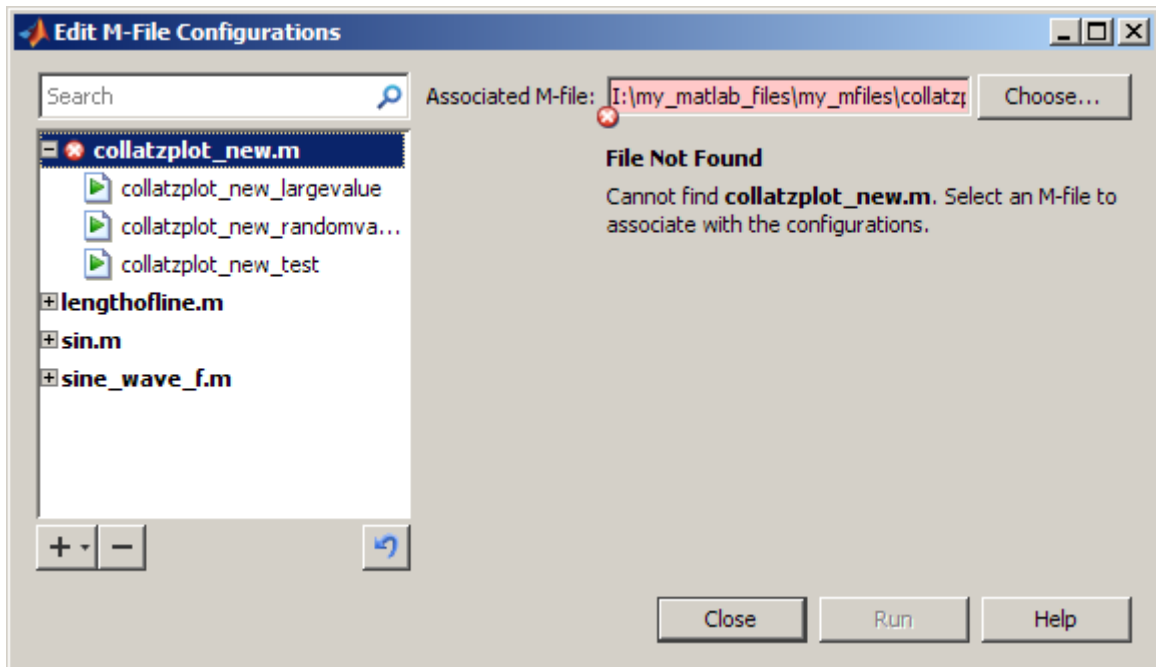 Edit M-File Configurations
Search
Associated M-file: I:\my_matlab_files\my_mfiles\collatzp
Choose...
collatzplot_new.m
collatzplot_new_largevalue
collatzplot_new_randomva...
collatzplot_new_test
lengthofline.m
sin.m
sine_wave_f.m
File Not Found
Cannot find collatzplot_new.m. Select an M-file to
associate with the configurations.
Close
Run
Help